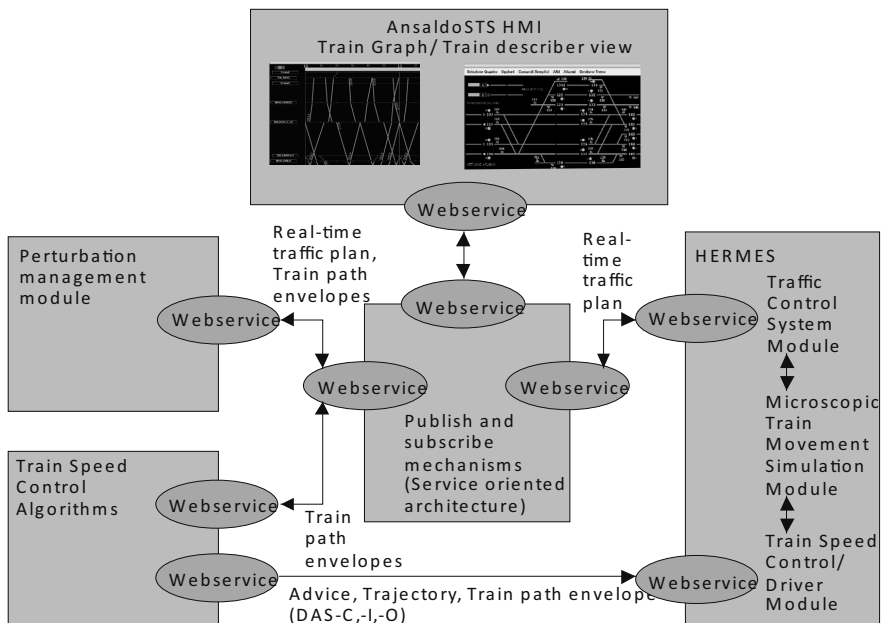 AnsaldoSTS HMI
Train Graph/ Train describer view
Webservice
Real-time
traffic plan,
Train path
envelopes
Real-
time
traffic
plan
Perturbation
management
module
Webservice
Webservice
HERMES
Traffic
Control
System
Module
Webservice
Webservice
Webservice
Publish and
subscribe
mechanisms
(Service oriented
architecture)
Microscopic
Train
Movement
Simulation
Module
Train Speed
Control
Algorithms
Webservice
Train
path
envelopes
Train Speed
Control/
Driver
Module
Webservice
Webservice
Advice, Trajectory, Train path envelope
(DAS-C,-I,-O)